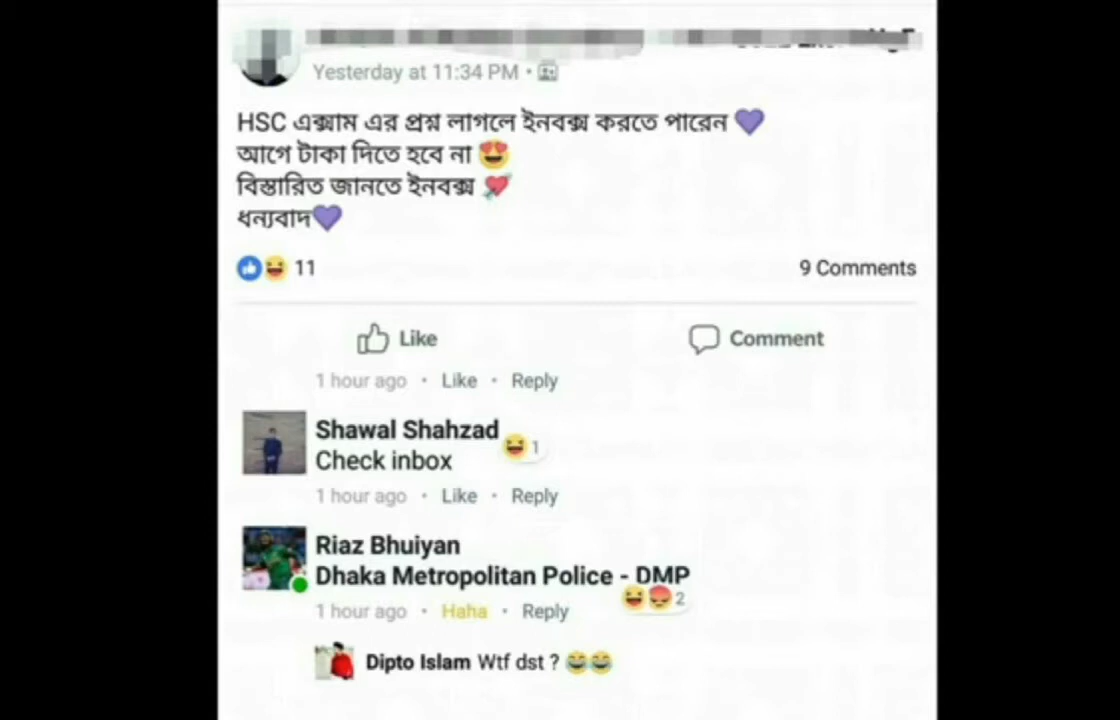 Yesterday at 11:34 PM ·
HSC এক্সাম এর প্রশ্ন লাগলে ইনবক্স করতে পারেন 💜
আগে টাকা দিতে হবে না 😍
বিস্তারিত জানতে ইনবক্স 💘
ধন্যবাদ💜
11 9 Comments
Like Comment
1 hour ago · Like · Reply
Shawal Shahzad
1
Check inbox
1 hour ago · Like · Reply
Riaz Bhuiyan
Dhaka Metropolitan Police - DMP
2
1 hour ago · Haha · Reply
Dipto Islam Wtf dst ? 😂😂